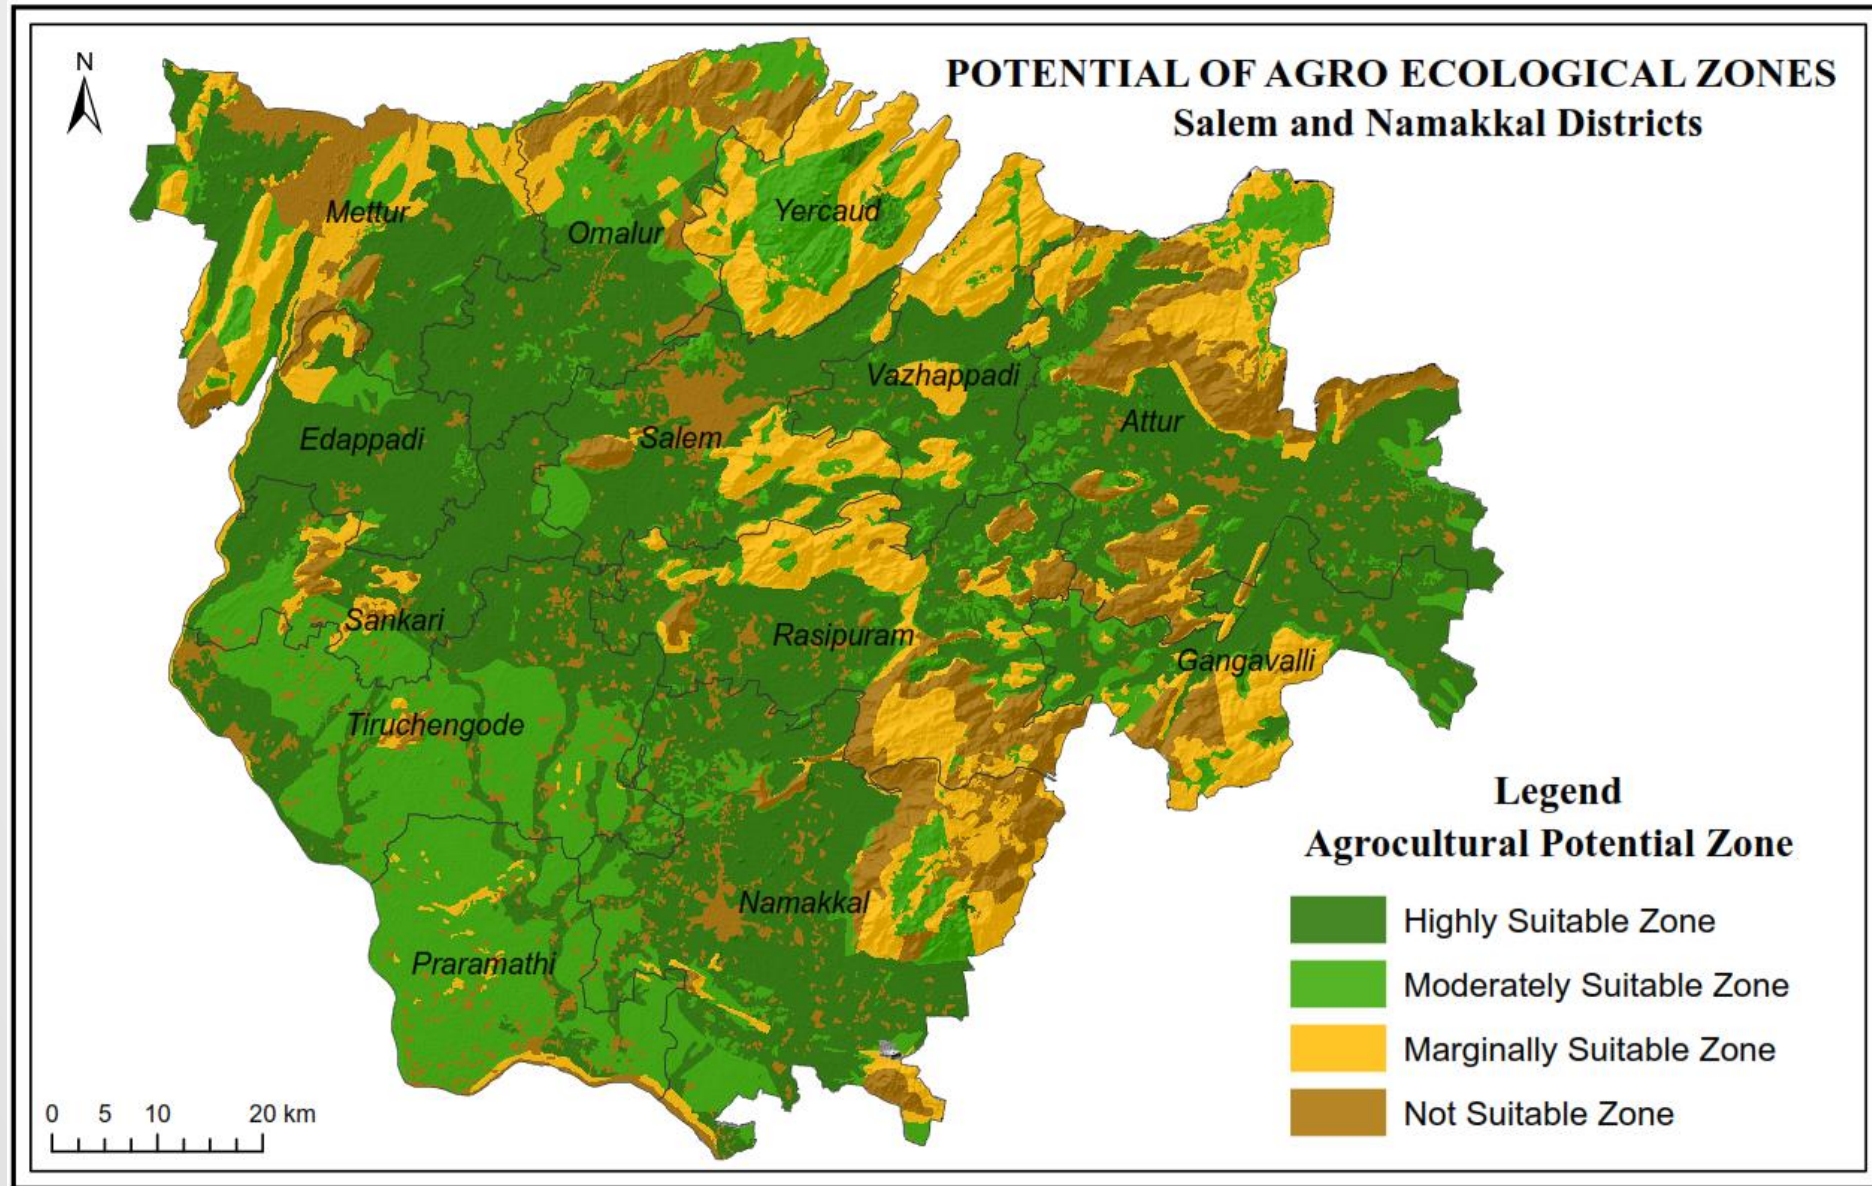 POTENTIAL OF AGRO ECOLOGICAL ZONES
Salem and Namakkal Districts
N
Mettur
Omalur
Yercaud
Vazhappadi
Attur
Edappadi
Salem
Sankari
Rasipuram
Gangavalli
Tiruchengode
Namakkal
Praramathi
Legend
Agrocultural Potential Zone
Highly Suitable Zone
Moderately Suitable Zone
Marginally Suitable Zone
Not Suitable Zone
0 5 10 20 km